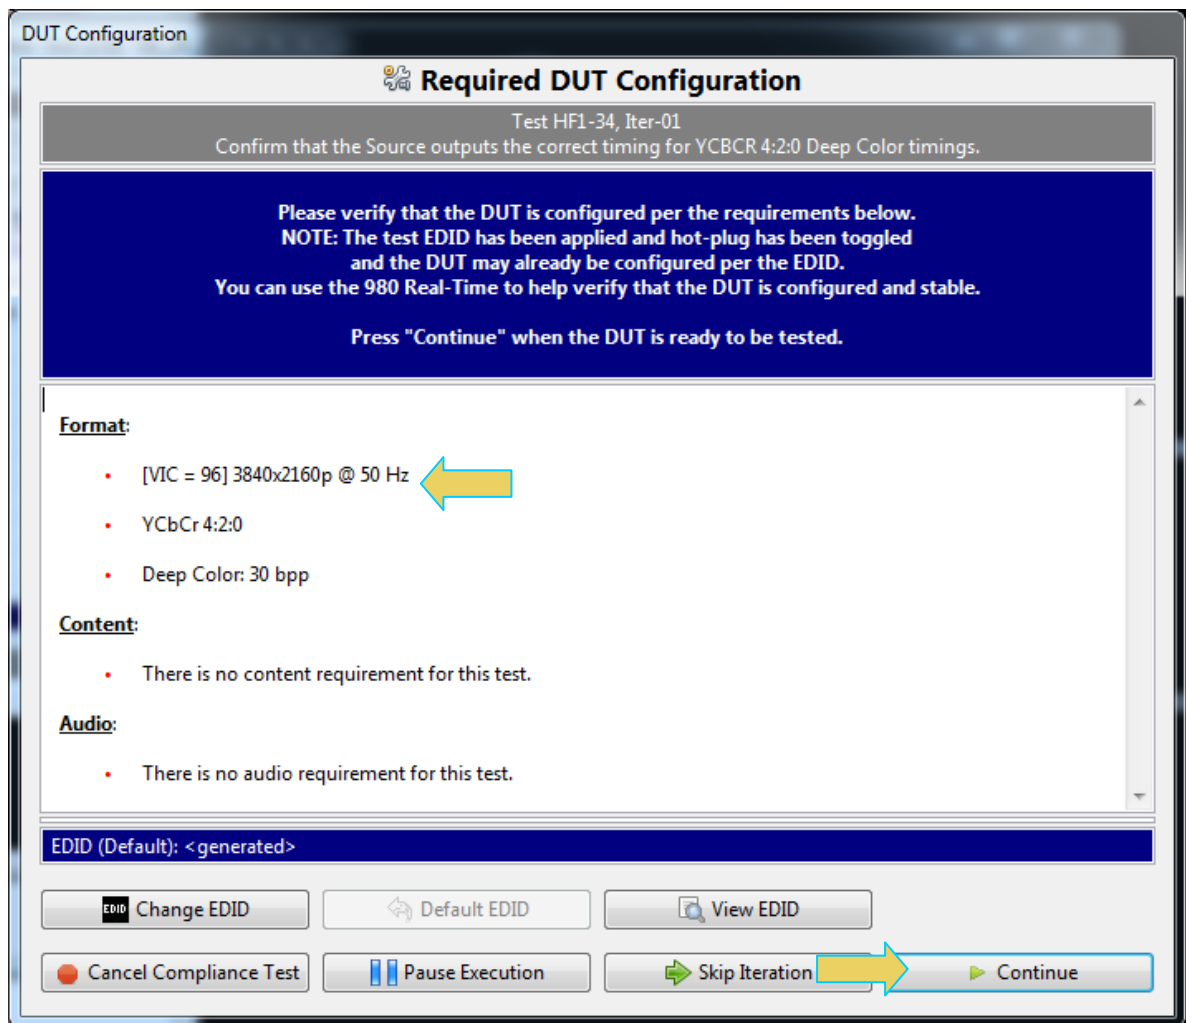 DUT Configuration
Required DUT Configuration
Test HF1-34, Iter-01
Confirm that the Source outputs the correct timing for YCBCR 4:2:0 Deep Color timings.
Please verify that the DUT is configured per the requirements below.
NOTE: The test EDID has been applied and hot-plug has been toggled
and the DUT may already be configured per the EDID.
You can use the 980 Real-Time to help verify that the DUT is configured and stable.
Press "Continue" when the DUT is ready to be tested.
Format:
• [VIC = 96] 3840x2160p @ 50 Hz
• YCbCr 4:2:0
• Deep Color: 30 bpp
Content:
• There is no content requirement for this test.
Audio:
• There is no audio requirement for this test.
EDID (Default): <generated>
EDID Change EDID Default EDID View EDID
Cancel Compliance Test Pause Execution Skip Iteration Continue